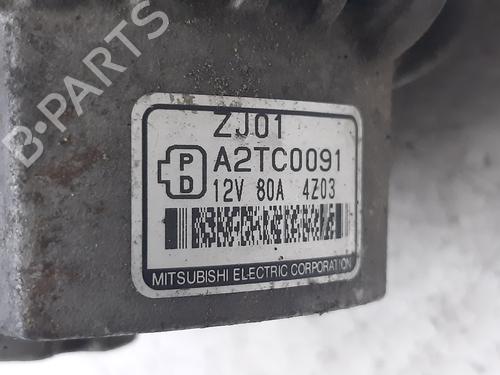 B-PARTS
ZJ01
P
D
A2TC0091
12V 80A 4Z03
MITSUBISHI ELECTRIC CORPORATION